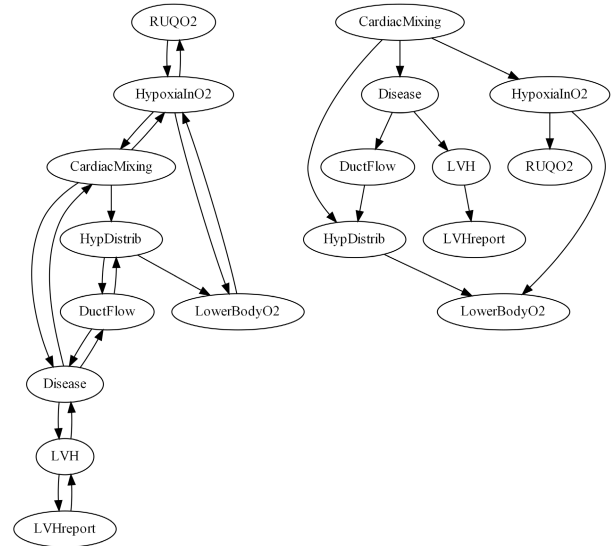 RUQO2
HypoxiaInO2
CardiacMixing
HypDistrib
DuctFlow
LowerBodyO2
Disease
LVH
LVHreport
CardiacMixing
Disease
HypoxiaInO2
DuctFlow
LVH
RUQO2
HypDistrib
LVHreport
LowerBodyO2